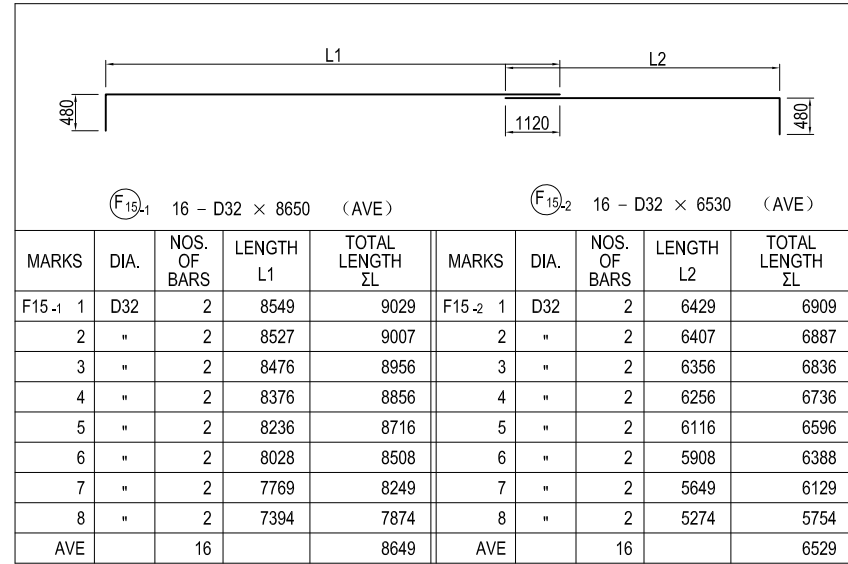 L1
L2
480
1120
480
F15-1 16 - D32 × 8650 (AVE)
F15-2 16 - D32 × 6530 (AVE)
MARKS DIA. NOS. OF BARS LENGTH L1 TOTAL LENGTH ΣL MARKS DIA. NOS. OF BARS LENGTH L2 TOTAL LENGTH ΣL
F15-1 1 D32 2 8549 9029 F15-2 1 D32 2 6429 6909
2 " 2 8527 9007 2 " 2 6407 6887
3 " 2 8476 8956 3 " 2 6356 6836
4 " 2 8376 8856 4 " 2 6256 6736
5 " 2 8236 8716 5 " 2 6116 6596
6 " 2 8028 8508 6 " 2 5908 6388
7 " 2 7769 8249 7 " 2 5649 6129
8 " 2 7394 7874 8 " 2 5274 5754
AVE 16 8649 AVE 16 6529